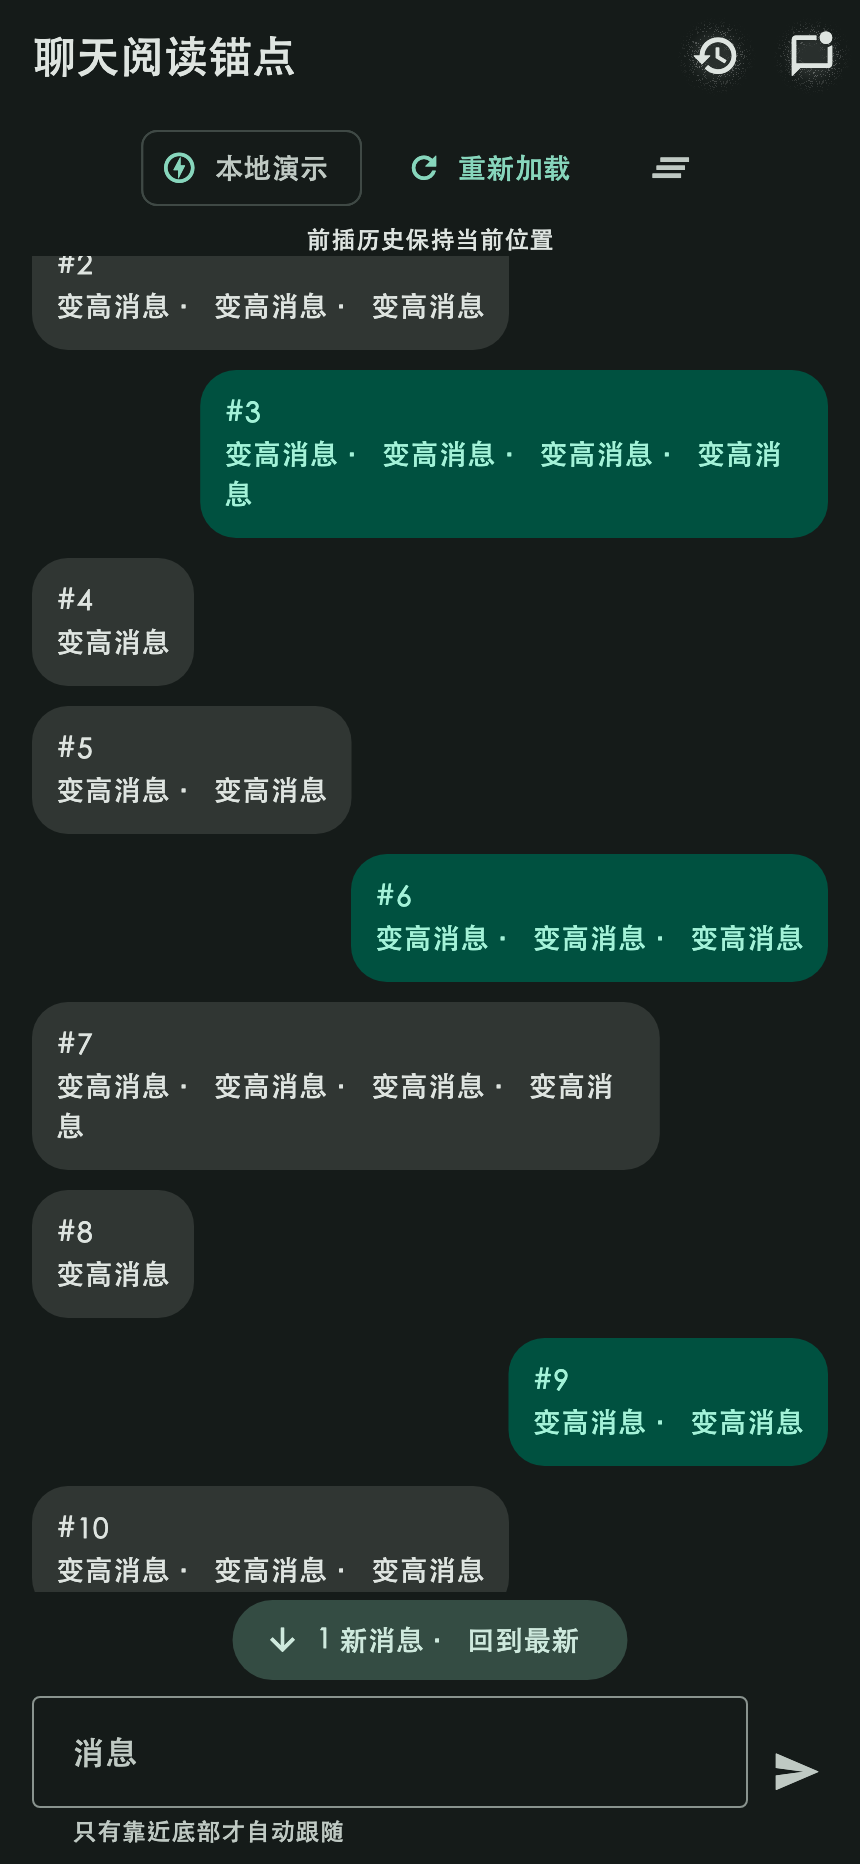 聊天阅读锚点
本地演示
重新加载
前插历史保持当前位置
#2
变高消息 · 变高消息 · 变高消息
#3
变高消息 · 变高消息 · 变高消息 · 变高消
息
#4
变高消息
#5
变高消息 · 变高消息
#6
变高消息 · 变高消息 · 变高消息
#7
变高消息 · 变高消息 · 变高消息 · 变高消
息
#8
变高消息
#9
变高消息 · 变高消息
#10
变高消息 · 变高消息 · 变高消息
1 新消息 · 回到最新
消息
只有靠近底部才自动跟随